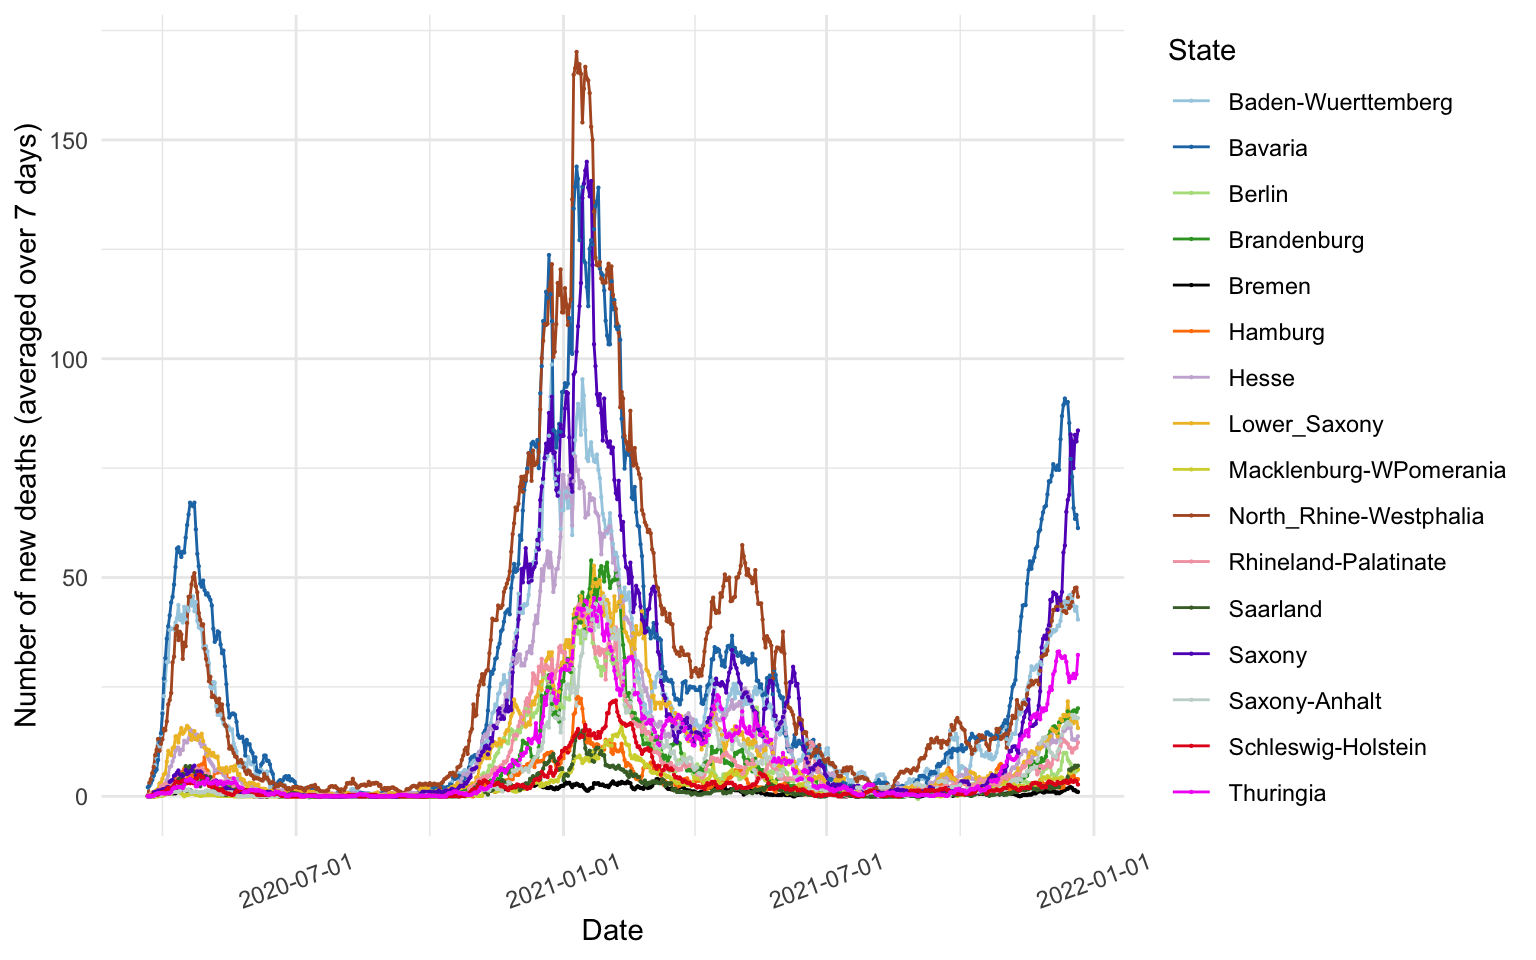 Number of new deaths (averaged over 7 days)
150
100
50
0
2020-07-01
2021-01-01
2021-07-01
2022-01-01
Date
State
Baden-Wuerttemberg
Bavaria
Berlin
Brandenburg
Bremen
Hamburg
Hesse
Lower_Saxony
Macklenburg-WPomerania
North_Rhine-Westphalia
Rhineland-Palatinate
Saarland
Saxony
Saxony-Anhalt
Schleswig-Holstein
Thuringia